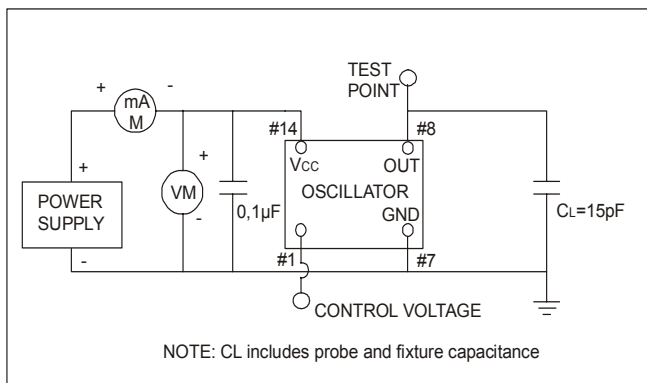 TEST
POINT
+
-
mA
M
#14
#8
+
+
VCC
OUT
OSCILLATOR
POWER
SUPPLY
VM
0,1µF
CL=15pF
-
GND
-
#1
#7
CONTROL VOLTAGE
NOTE: CL includes probe and fixture capacitance